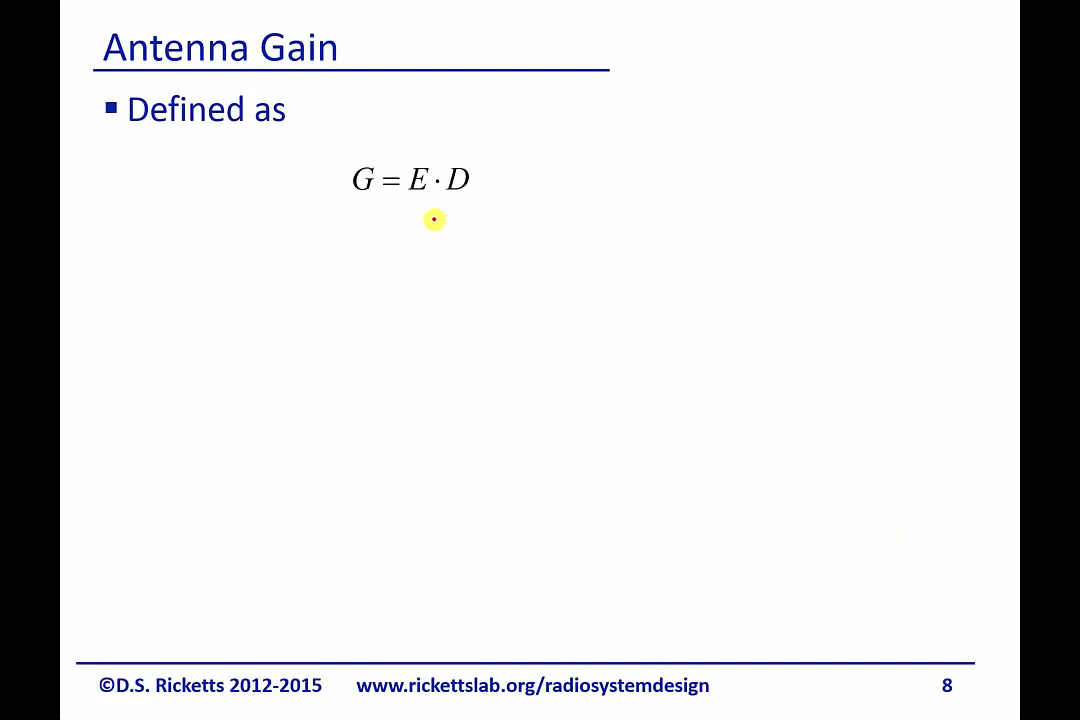 Antenna Gain
▪ Defined as
G = E · D
©D.S. Ricketts 2012-2015 www.rickettslab.org/radiosystemdesign 8